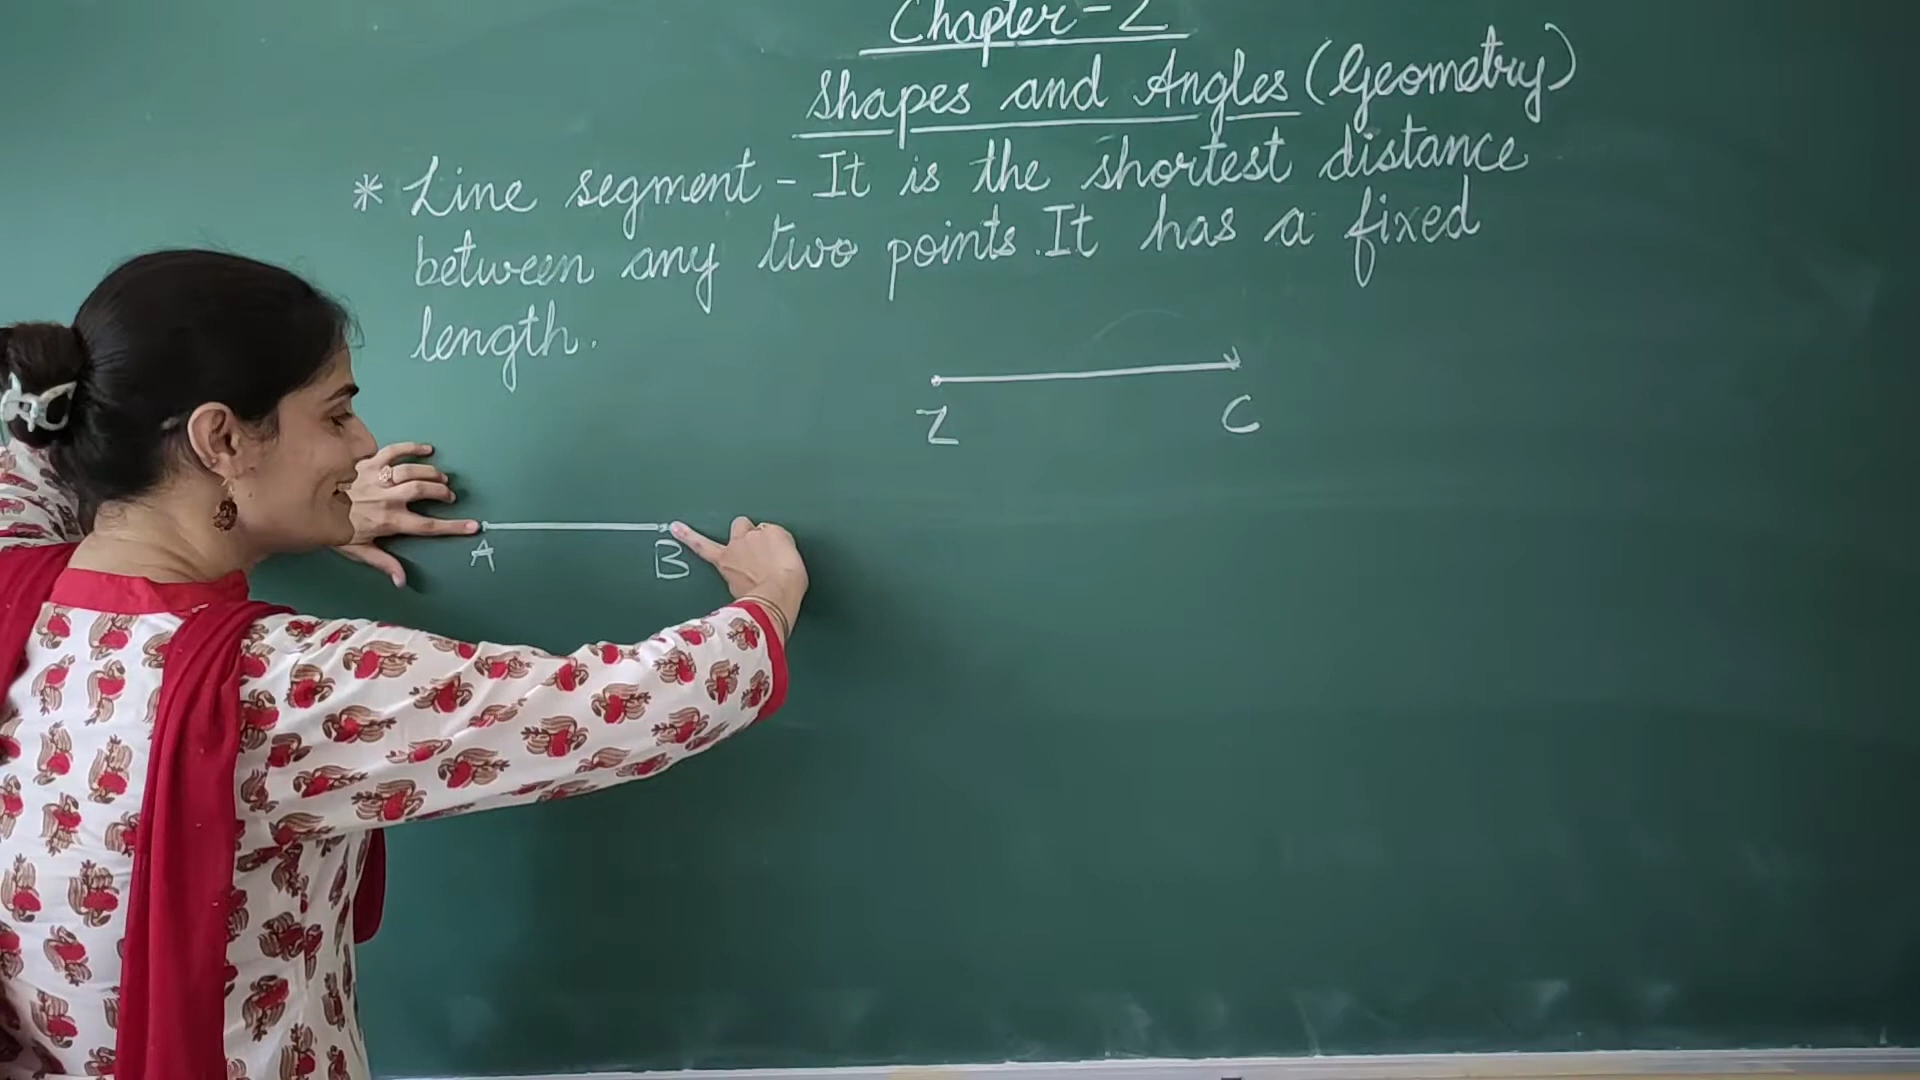 Chapter-2
Shapes and Angles (Geometry)
* Line segment - It is the shortest distance
between any two points. It has a fixed
length.
Z C
A B